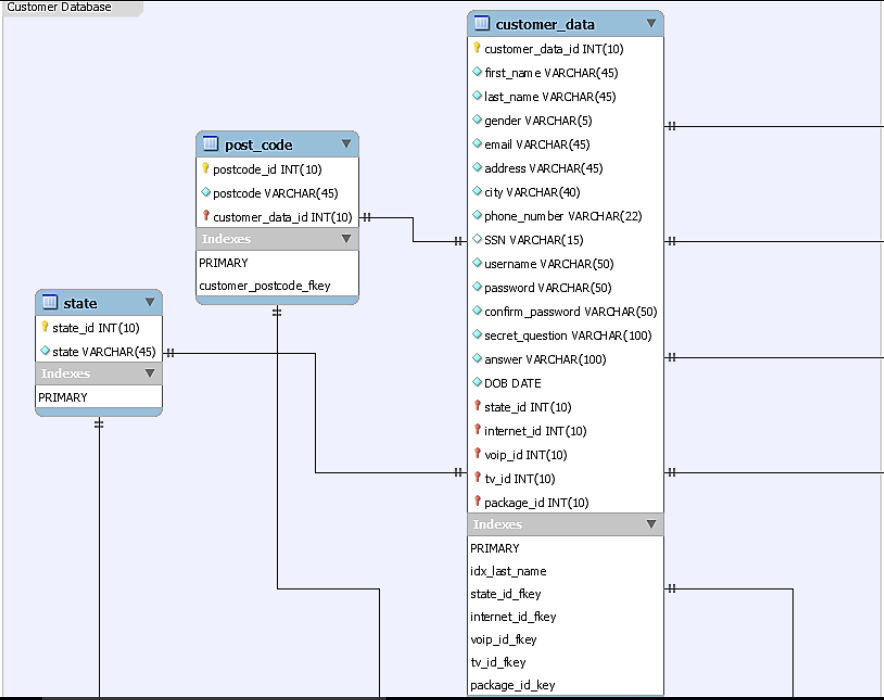 Customer Database
customer_data
customer_data_id INT(10)
first_name VARCHAR(45)
last_name VARCHAR(45)
gender VARCHAR(5)
email VARCHAR(45)
address VARCHAR(45)
city VARCHAR(40)
phone_number VARCHAR(22)
SSN VARCHAR(15)
username VARCHAR(50)
password VARCHAR(50)
confirm_password VARCHAR(50)
secret_question VARCHAR(100)
answer VARCHAR(100)
DOB DATE
state_id INT(10)
internet_id INT(10)
voip_id INT(10)
tv_id INT(10)
package_id INT(10)
Indexes
PRIMARY
idx_last_name
state_id_fkey
internet_id_fkey
voip_id_fkey
tv_id_fkey
package_id_key
post_code
postcode_id INT(10)
postcode VARCHAR(45)
customer_data_id INT(10)
Indexes
PRIMARY
customer_postcode_fkey
state
state_id INT(10)
state VARCHAR(45)
Indexes
PRIMARY